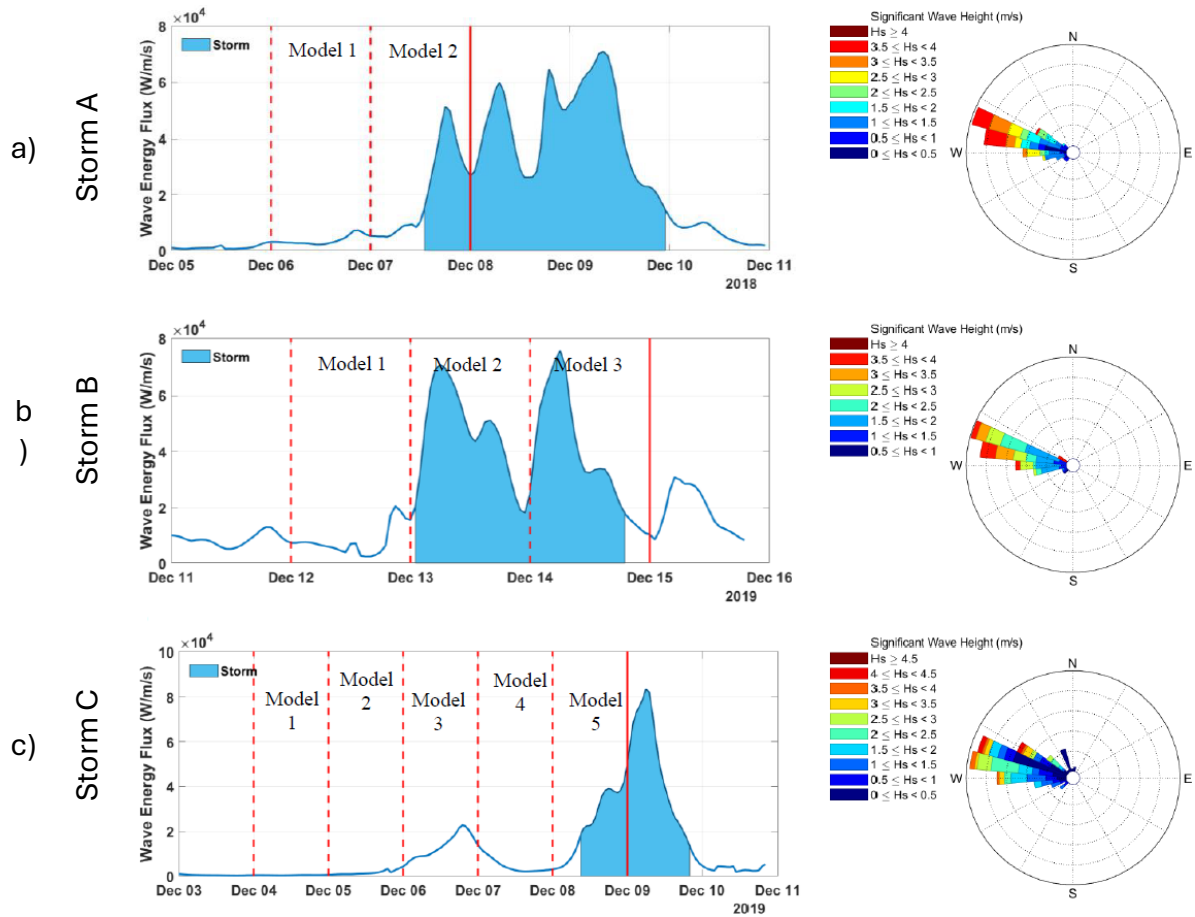 a)
Storm A
×10⁴
Wave Energy Flux (W/m/s)
8
6
4
2
0
Storm
Model 1
Model 2
Dec 05
Dec 06
Dec 07
Dec 08
Dec 09
Dec 10
Dec 11
2018
Significant Wave Height (m/s)
Hs ≥ 4
3.5 ≤ Hs < 4
3 ≤ Hs < 3.5
2.5 ≤ Hs < 3
2 ≤ Hs < 2.5
1.5 ≤ Hs < 2
1 ≤ Hs < 1.5
0.5 ≤ Hs < 1
0 ≤ Hs < 0.5
N
W
E
S
b
)
Storm B
×10⁴
Wave Energy Flux (W/m/s)
8
6
4
2
0
Storm
Model 1
Model 2
Model 3
Dec 11
Dec 12
Dec 13
Dec 14
Dec 15
Dec 16
2019
Significant Wave Height (m/s)
Hs ≥ 4
3.5 ≤ Hs < 4
3 ≤ Hs < 3.5
2.5 ≤ Hs < 3
2 ≤ Hs < 2.5
1.5 ≤ Hs < 2
1 ≤ Hs < 1.5
0.5 ≤ Hs < 1
N
W
E
S
c)
Storm C
×10⁴
Wave Energy Flux (W/m/s)
10
8
6
4
2
0
Storm
Model
1
Model
2
Model
3
Model
4
Model
5
Dec 03
Dec 04
Dec 05
Dec 06
Dec 07
Dec 08
Dec 09
Dec 10
Dec 11
2019
Significant Wave Height (m/s)
Hs ≥ 4.5
4 ≤ Hs < 4.5
3.5 ≤ Hs < 4
3 ≤ Hs < 3.5
2.5 ≤ Hs < 3
2 ≤ Hs < 2.5
1.5 ≤ Hs < 2
1 ≤ Hs < 1.5
0.5 ≤ Hs < 1
0 ≤ Hs < 0.5
N
W
E
S